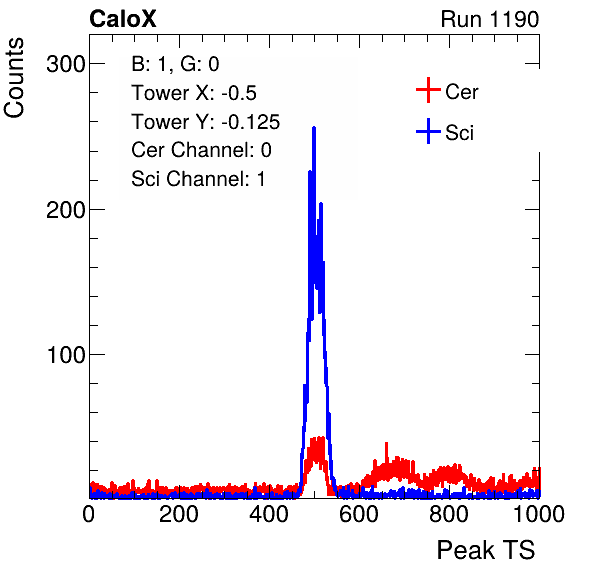 CaloX Run 1190
Counts
300
200
100
B: 1, G: 0
Tower X: -0.5
Tower Y: -0.125
Cer Channel: 0
Sci Channel: 1
Cer
Sci
0 200 400 600 800 1000
Peak TS